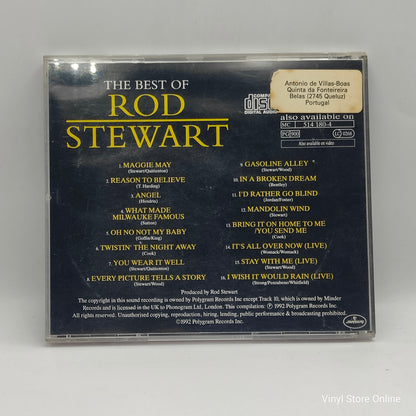 THE BEST OF
ROD
STEWART
COMPACT
disc
DIGITAL AUDIO
Antonio de Villas-Boas
Quinta da Fonteireira
Belas (2745 Queluz)
Portugal
also available on
MC 514 180-4
PG 900
LC 0268
Also available on video
1. MAGGIE MAY
(Stewart/Quittenton)
2. REASON TO BELIEVE
(T. Hardin)
3. ANGEL
(Hendrix)
4. WHAT MADE
MILWAUKE FAMOUS
(Sutton)
5. OH NO NOT MY BABY
(Goffin/King)
6. TWISTIN' THE NIGHT AWAY
(Cook)
7. YOU WEAR IT WELL
(Stewart/Quittenton)
8. EVERY PICTURE TELLS A STORY
(Stewart/Wood)
9. GASOLINE ALLEY
(Stewart/Wood)
10. IN A BROKEN DREAM
(Bentley)
11. I'D RATHER GO BLIND
(Jordan/Foster)
12. MANDOLIN WIND
(Stewart)
13. BRING IT ON HOME TO ME
/YOU SEND ME
(Cook)
14. IT'S ALL OVER NOW (LIVE)
(Womack/Womack)
15. STAY WITH ME (LIVE)
(Stewart/Wood)
16. I WISH IT WOULD RAIN (LIVE)
(Strong/Penzabene/Whitfield)
Produced by Rod Stewart
The copyright in this sound recording is owned by Polygram Records Inc except Track 10, which is owned by Minder
Records and is licensed in the UK to Phonogram Ltd, London. This compilation ℗ 1992 Polygram Records Inc.
All rights reserved. Unauthorised copying, reproduction, hiring, lending, public performance & broadcasting prohibited.
©1992 Polygram Records Inc.
Vinyl Store Online